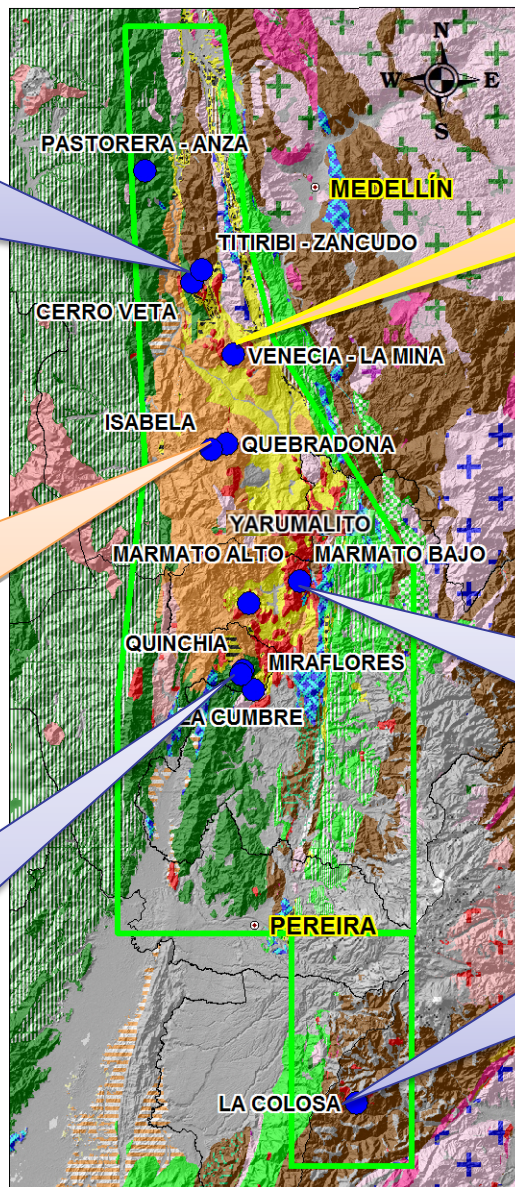 N
W E
S
PASTORERA - ANZA
MEDELLÍN
TITIRIBI - ZANCUDO
CERRO VETA
VENECIA - LA MINA
ISABELA
QUEBRADONA
YARUMALITO
MARMATO ALTO
MARMATO BAJO
QUINCHIA
MIRAFLORES
LA CUMBRE
PEREIRA
LA COLOSA